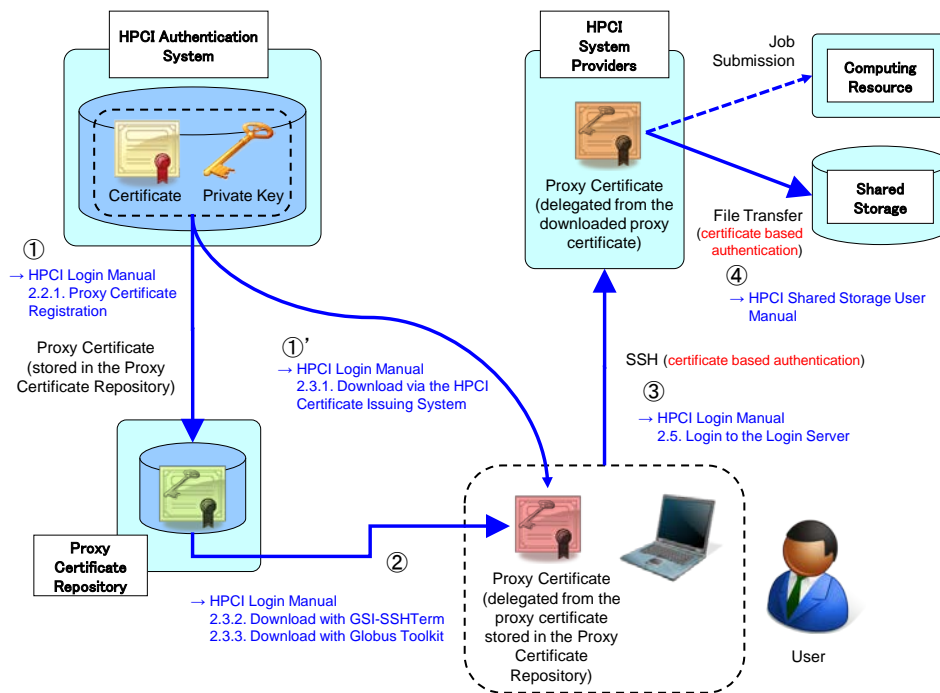 HPCI Authentication
System
Certificate
Private Key
①
→ HPCI Login Manual
2.2.1. Proxy Certificate
Registration
Proxy Certificate
(stored in the Proxy
Certificate Repository)
①’
→ HPCI Login Manual
2.3.1. Download via the HPCI
Certificate Issuing System
Proxy
Certificate
Repository
②
→ HPCI Login Manual
2.3.2. Download with GSI-SSHTerm
2.3.3. Download with Globus Toolkit
HPCI
System
Providers
Proxy Certificate
(delegated from the
downloaded proxy
certificate)
Job
Submission
Computing
Resource
Shared
Storage
File Transfer
(certificate based
authentication)
④
→ HPCI Shared Storage User
Manual
SSH (certificate based authentication)
③
→ HPCI Login Manual
2.5. Login to the Login Server
Proxy Certificate
(delegated from the
proxy certificate
stored in the Proxy
Certificate
Repository)
User